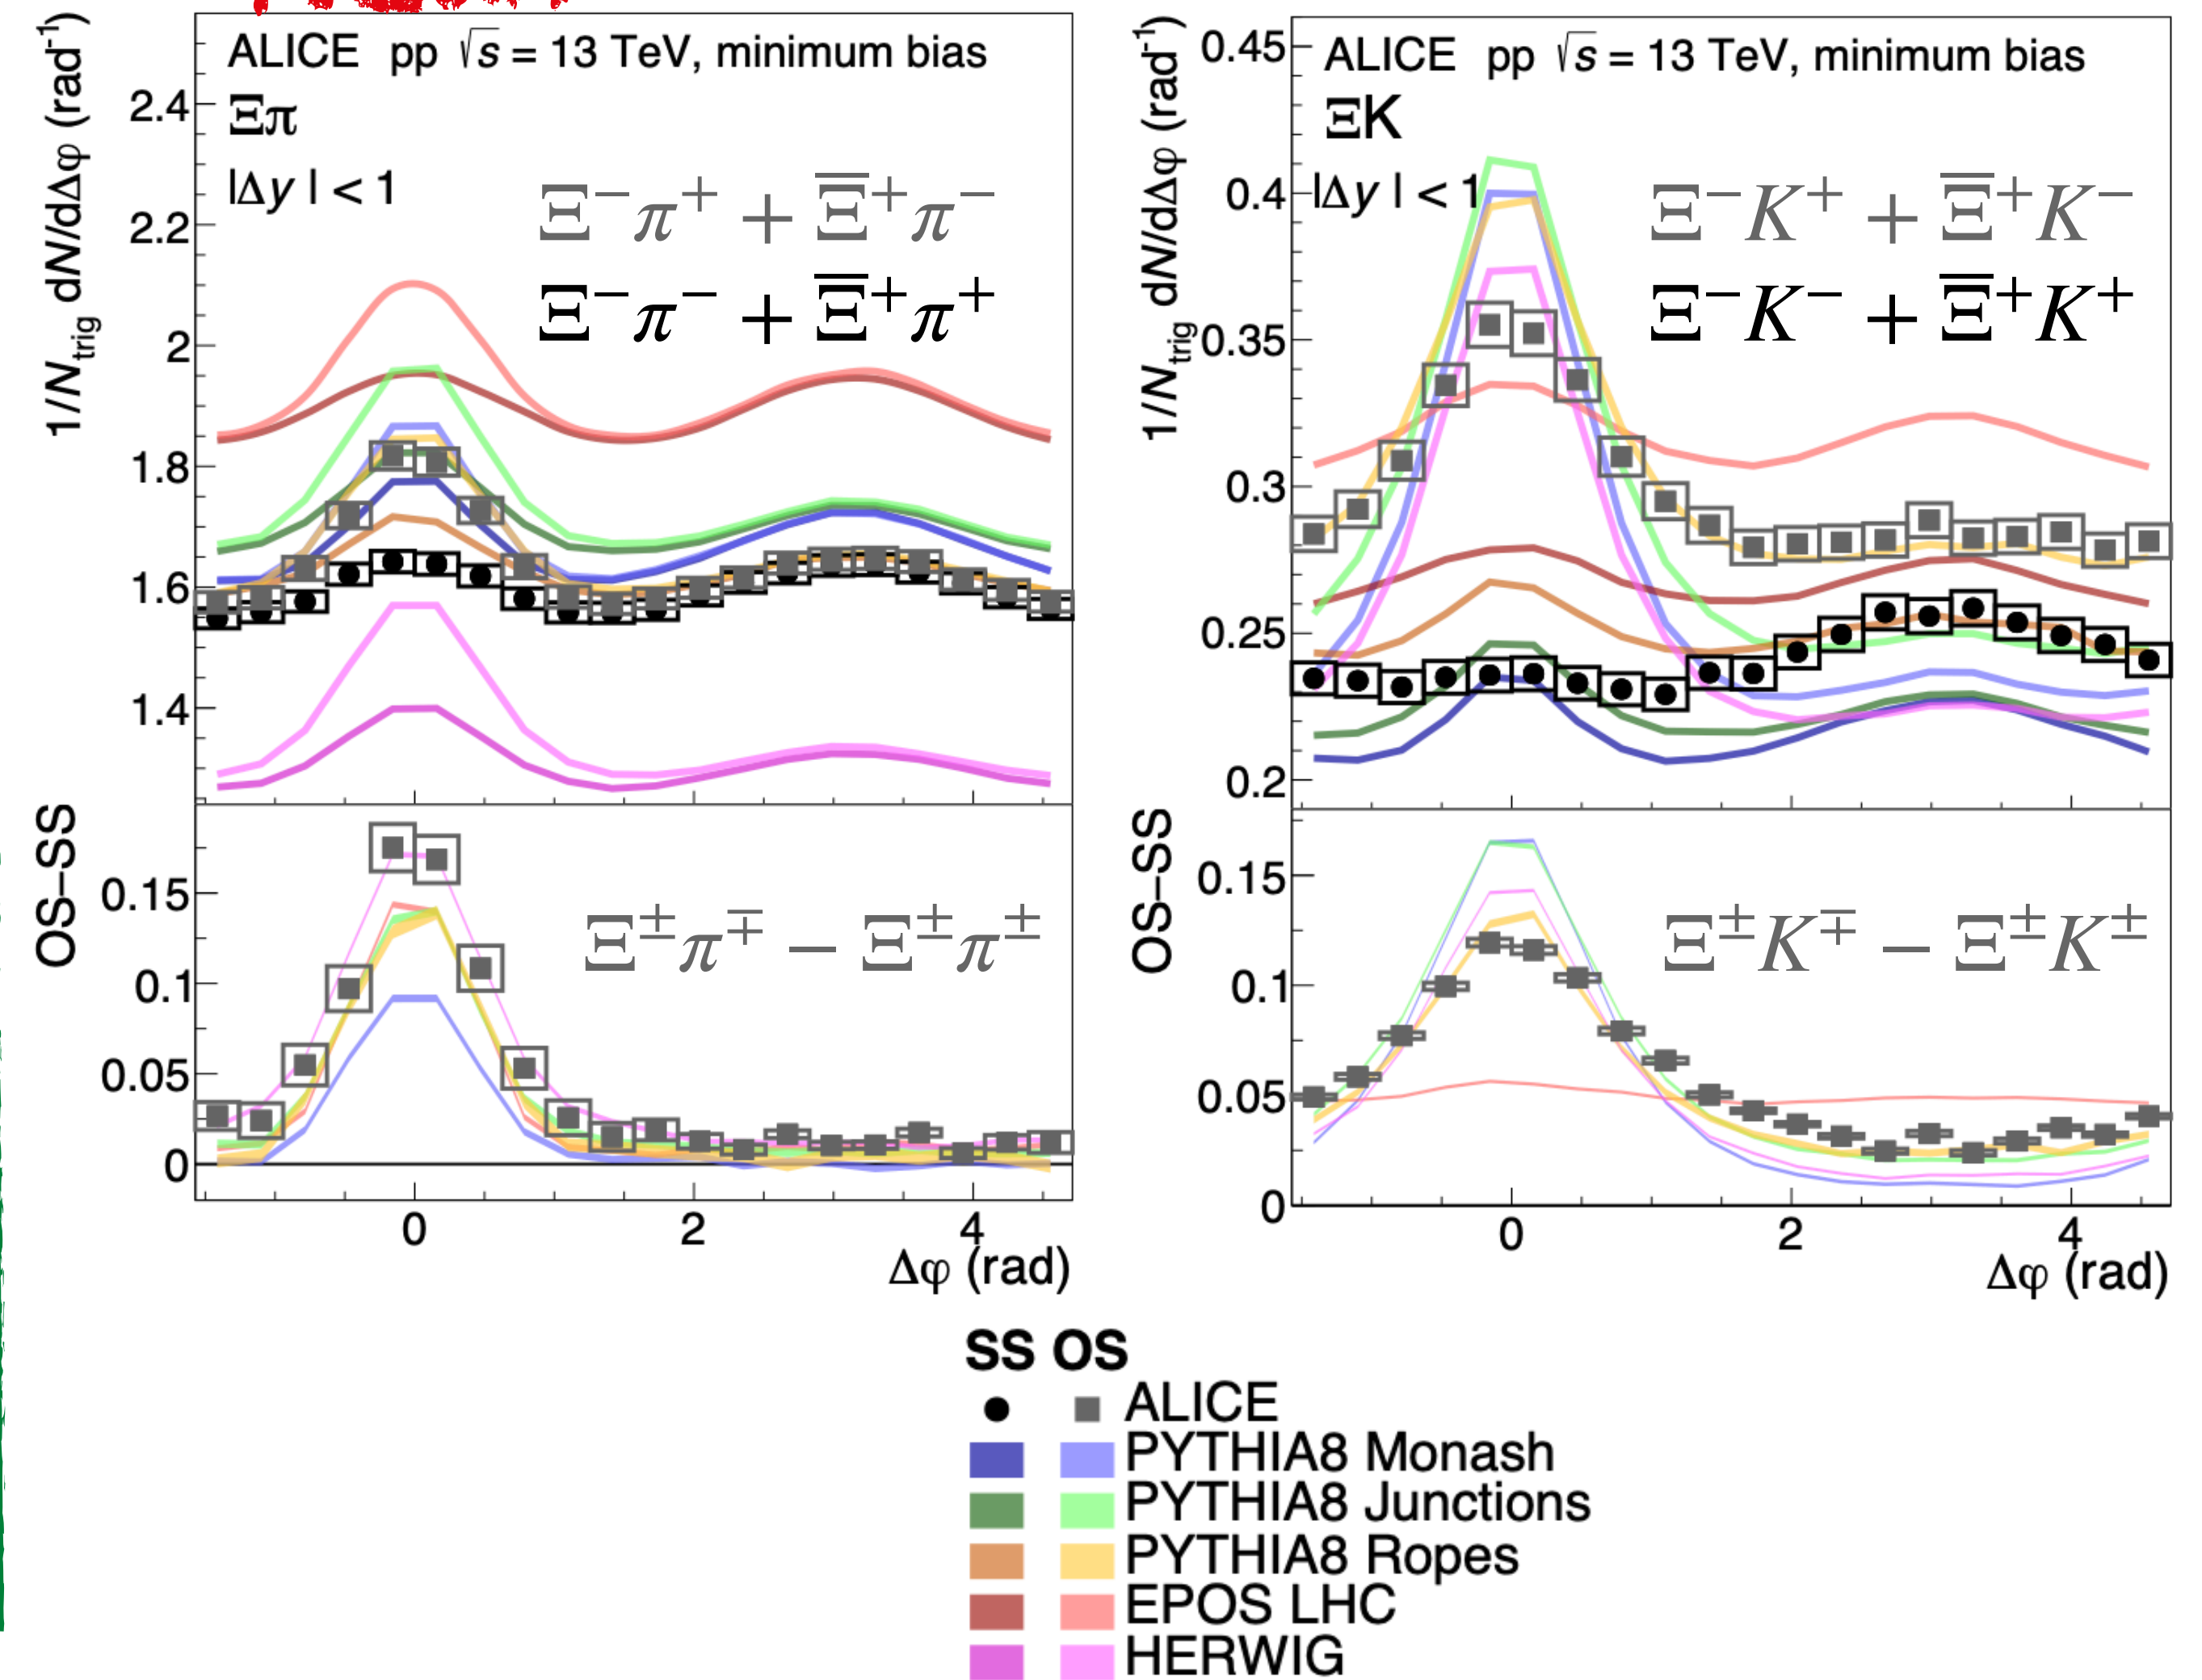 ALICE pp √s = 13 TeV, minimum bias
Ξπ
|Δy | < 1
Ξ⁻π⁺ + Ξ̅⁺π⁻
Ξ⁻π⁻ + Ξ̅⁺π⁺
1/N_trig dN/dΔφ (rad⁻¹)
2.4
2.2
2
1.8
1.6
1.4
OS–SS
Ξ±π∓ − Ξ±π±
0.15
0.1
0.05
0
0 2 4
Δφ (rad)
ALICE pp √s = 13 TeV, minimum bias
ΞK
|Δy | < 1
Ξ⁻K⁺ + Ξ̅⁺K⁻
Ξ⁻K⁻ + Ξ̅⁺K⁺
1/N_trig dN/dΔφ (rad⁻¹)
0.45
0.4
0.35
0.3
0.25
0.2
OS–SS
Ξ±K∓ − Ξ±K±
0.15
0.1
0.05
0
0 2 4
Δφ (rad)
SS OS
ALICE
PYTHIA8 Monash
PYTHIA8 Junctions
PYTHIA8 Ropes
EPOS LHC
HERWIG